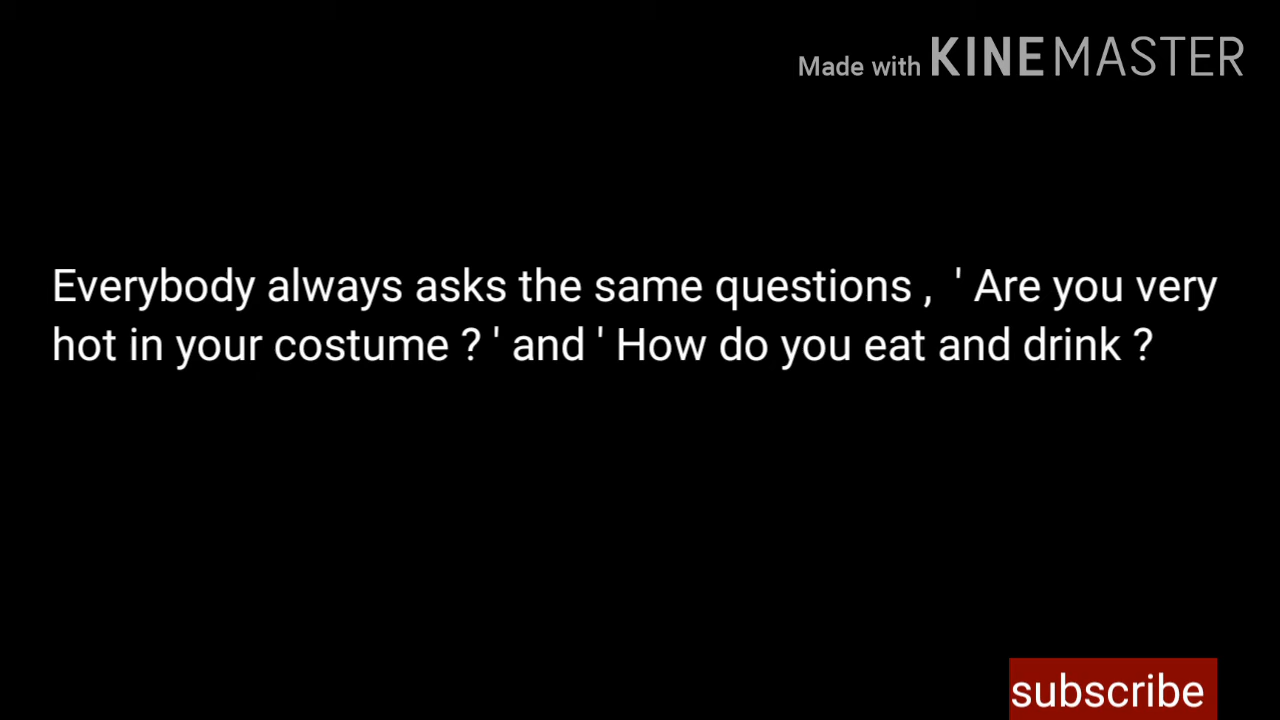 Made with KINEMASTER
Everybody always asks the same questions ,  ' Are you very
hot in your costume ? ' and ' How do you eat and drink ?
subscribe